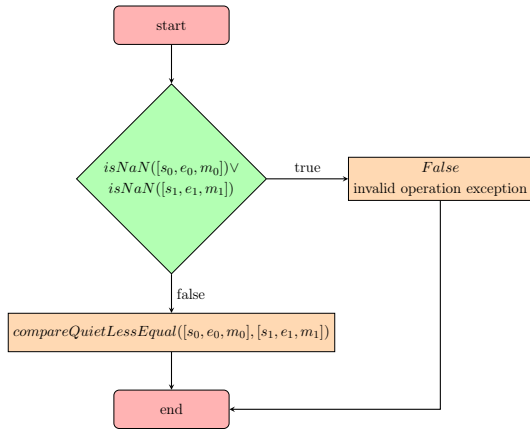 start
isNaN([s₀, e₀, m₀])∨
isNaN([s₁, e₁, m₁])
true
False
invalid operation exception
false
compareQuietLessEqual([s₀, e₀, m₀], [s₁, e₁, m₁])
end